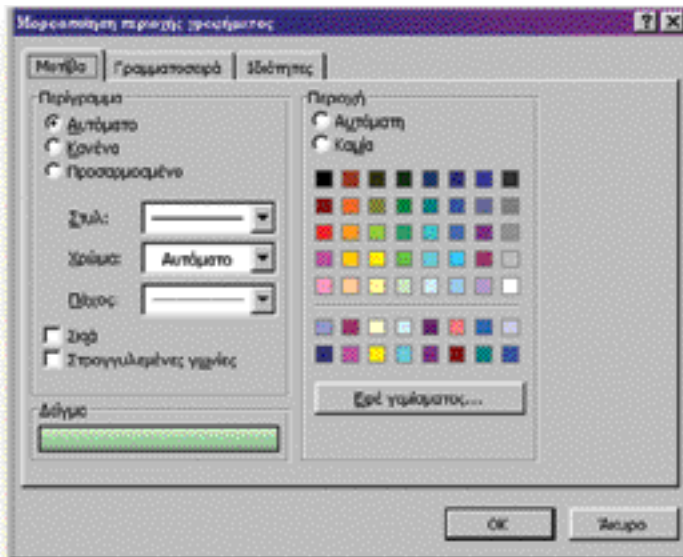 Μορφοποίηση περιοχής γραφήματος
Μοτίβα Γραμματοσειρά Ιδιότητες
Περίγραμμα
Αυτόματο
Κανένα
Προσαρμοσμένο
Στυλ:
Χρώμα: Αυτόματο
Πάχος:
Σκιά
Στρογγυλεμένες γωνίες
Δείγμα
Περιοχή
Αυτόματη
Καμία
Εφέ γεμίσματος...
OK Άκυρο